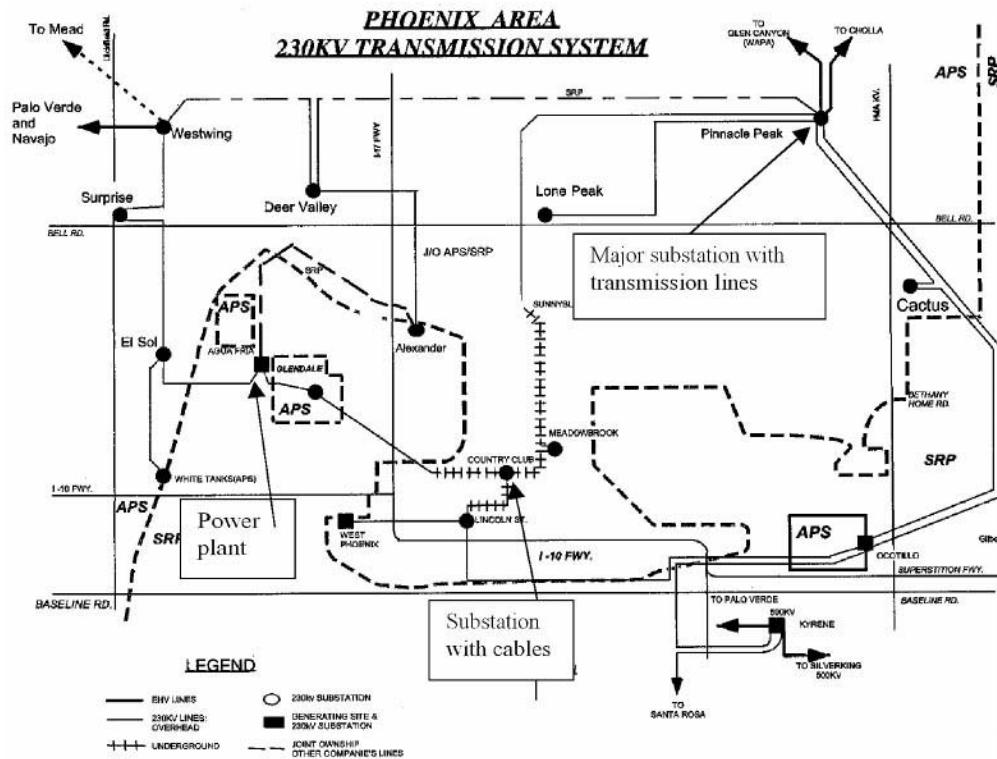 PHOENIX AREA
230KV TRANSMISSION SYSTEM
To Mead
Palo Verde
and
Navajo
Westwing
Surprise
BELL RD.
Deer Valley
I-17 FWY
SRP
TO
GLEN CANYON
(WAPA)
TO CHOLLA
APS
SRP
Pinnacle Peak
Lone Peak
BELL RD.
J/O APS/SRP
SRP
Major substation with
transmission lines
Cactus
APS
AGUA FRIA
El Sol
GLENDALE
APS
Alexander
BETHANY
HOME RD.
MEADOWBROOK
COUNTRY CLUB
SRP
WHITE TANKS(APS)
I -10 FWY.
APS
SRP
Power
plant
WEST
PHOENIX
LINCOLN ST.
I -10 FWY.
APS
OCOTILLO
SUPERSTITION FWY.
BASELINE RD.
BASELINE RD.
Substation
with cables
TO PALO VERDE
500KV
KYRENE
TO SILVERKING
500KV
TO
SANTA ROSA
LEGEND
EHV LINES
230KV LINES:
OVERHEAD
UNDERGROUND
230kV SUBSTATION
GENERATING SITE &
230kV SUBSTATION
JOINT OWNERSHIP
OTHER COMPANIE'S LINES